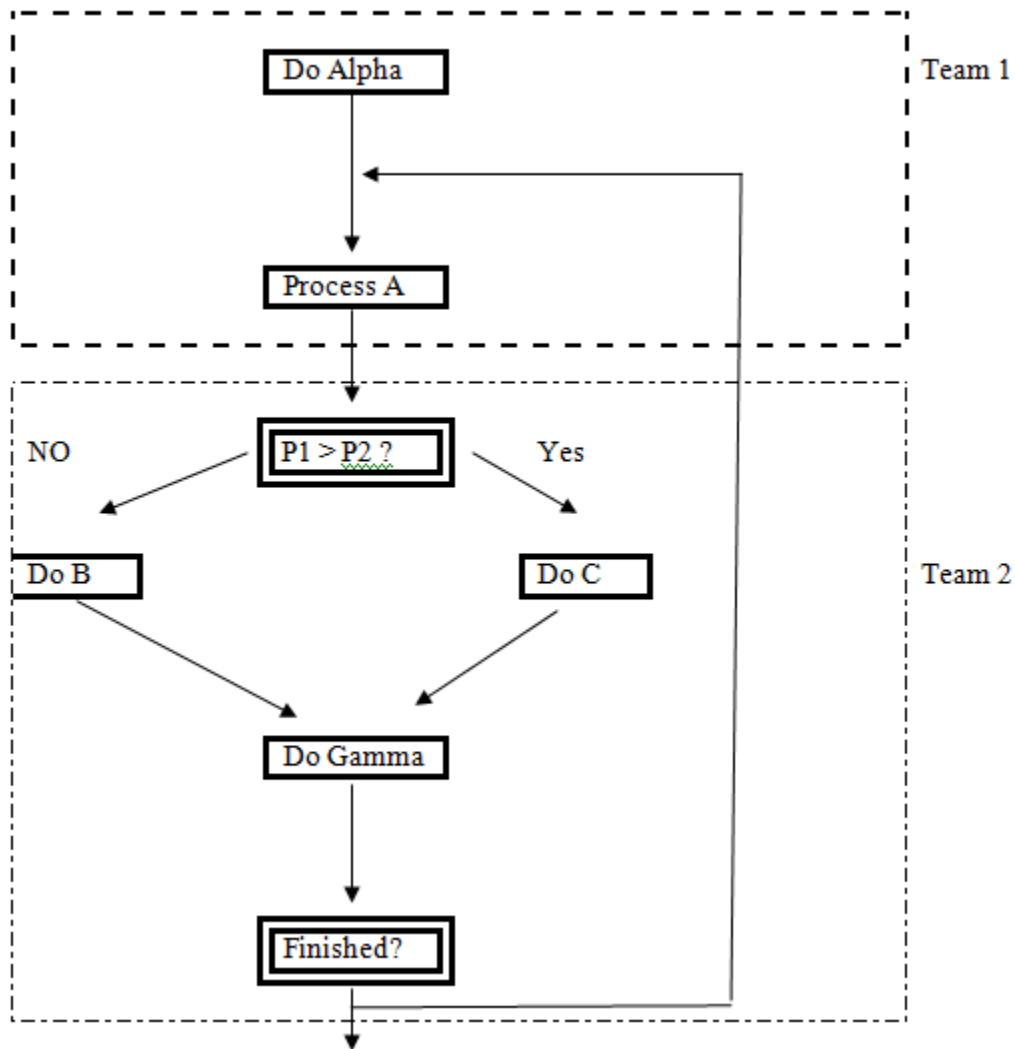 Do Alpha
Team 1
Process A
P1 > P2 ?
NO
Yes
Do B
Do C
Team 2
Do Gamma
Finished?